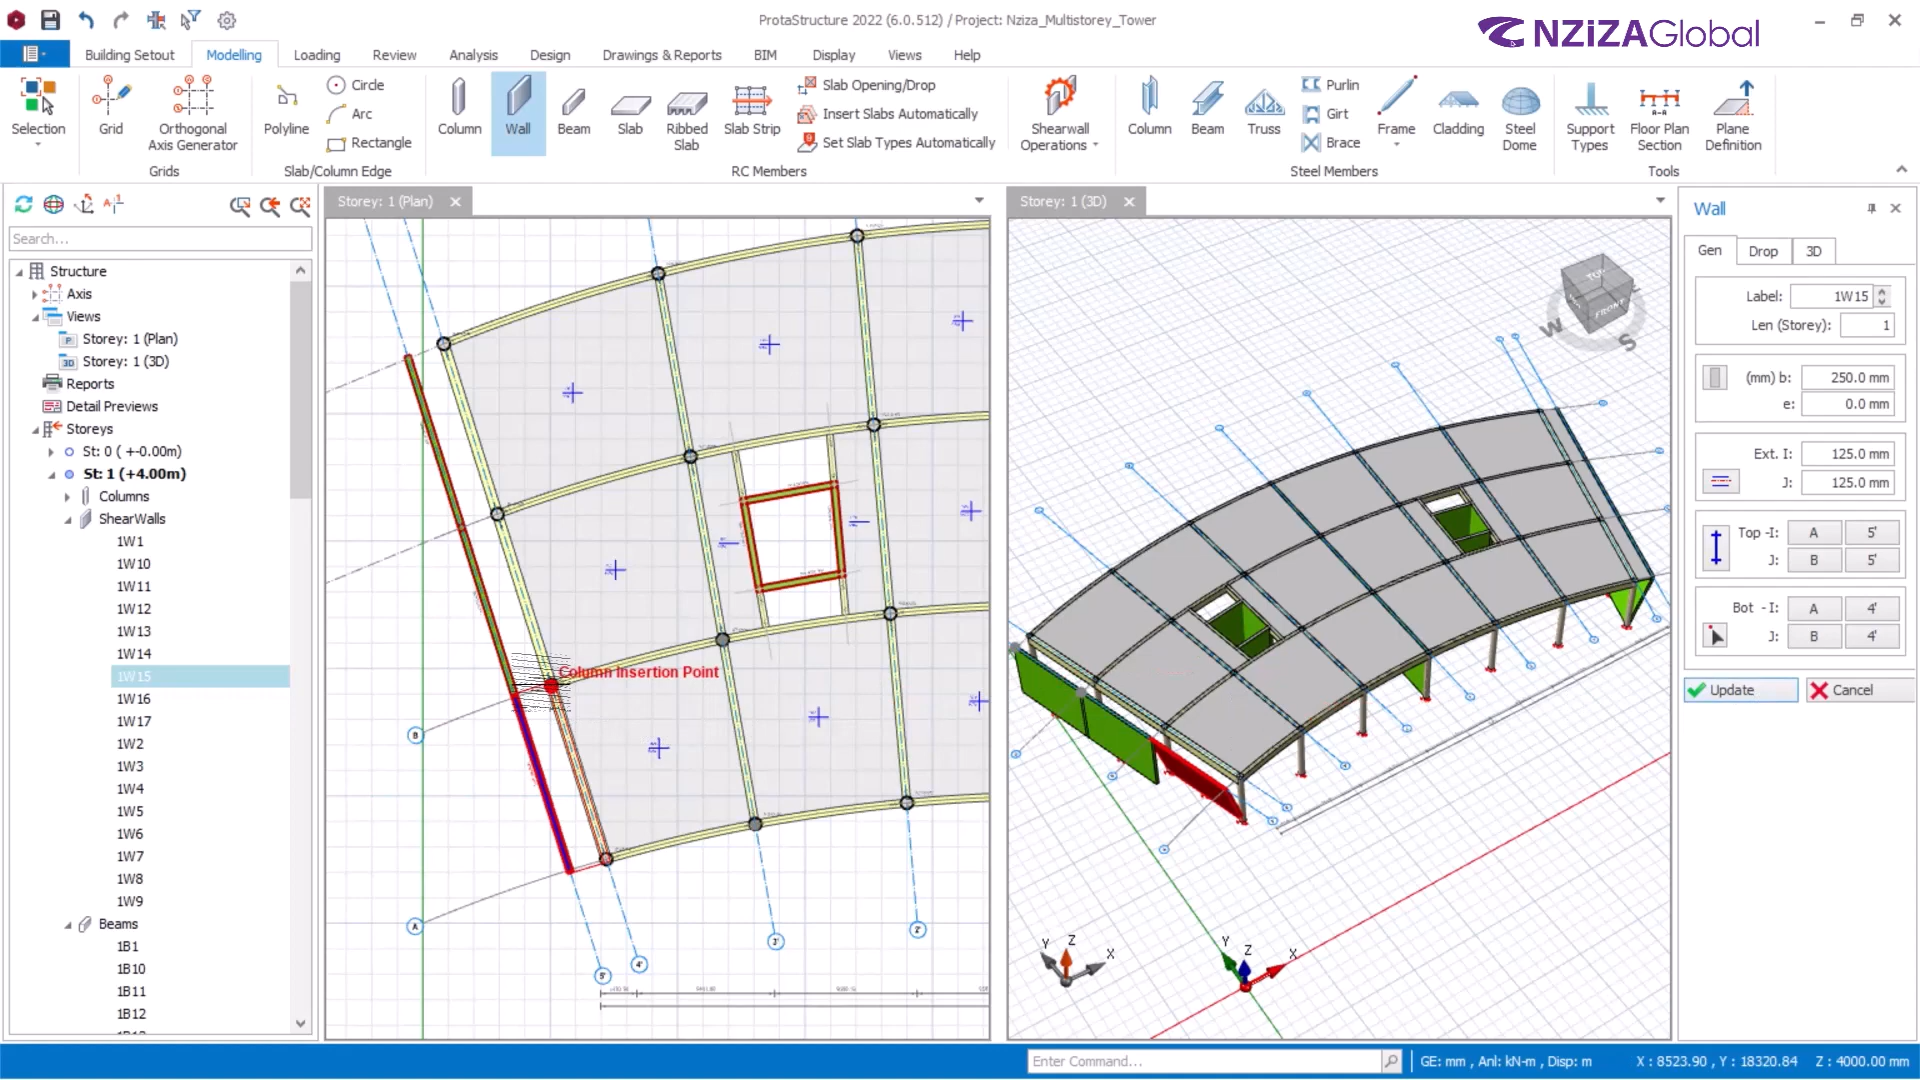 ProtaStructure 2022 (6.0.512) / Project: Nziza_Multistorey_Tower
NZiZAGlobal
Building Setout
Modelling
Loading
Review
Analysis
Design
Drawings & Reports
BIM
Display
Views
Help
Selection
Grid
Orthogonal
Axis Generator
Grids
Polyline
Circle
Arc
Rectangle
Slab/Column Edge
Column
Wall
Beam
Slab
Ribbed
Slab
Slab Strip
Slab Opening/Drop
Insert Slabs Automatically
Set Slab Types Automatically
RC Members
Shearwall
Operations
Column
Beam
Truss
Purlin
Girt
Brace
Frame
Cladding
Steel
Dome
Steel Members
Support
Types
Floor Plan
Section
Plane
Definition
Tools
Search...
Structure
Axis
Views
Storey: 1 (Plan)
Storey: 1 (3D)
Reports
Detail Previews
Storeys
St: 0 ( +-0.00m)
St: 1 (+4.00m)
Columns
ShearWalls
1W1
1W10
1W11
1W12
1W13
1W14
1W15
1W16
1W17
1W2
1W3
1W4
1W5
1W6
1W7
1W8
1W9
Beams
1B1
1B10
1B11
1B12
Storey: 1 (Plan)
Column Insertion Point
B
A
5'
4'
3'
2'
Storey: 1 (3D)
TOP
FRONT
W
S
Y
Z
X
Y
Z
X
Wall
Gen
Drop
3D
Label: 1W15
Len (Storey): 1
(mm) b: 250.0 mm
e: 0.0 mm
Ext. I: 125.0 mm
J: 125.0 mm
Top -I: A 5'
J: B 5'
Bot - I: A 4'
J: B 4'
Update
Cancel
Enter Command...
GE: mm , Anl: kN-m , Disp: m
X : 8523.90 , Y : 18320.84
Z : 4000.00 mm